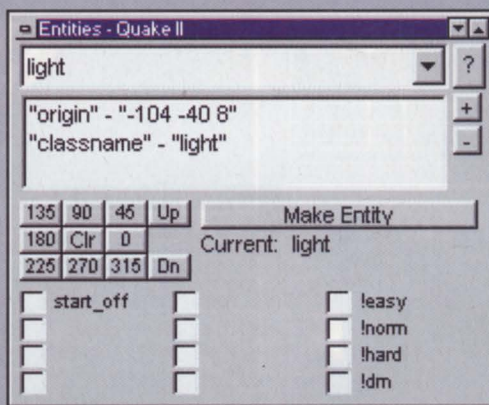 Entities - Quake II
light
?
"origin" - "-104 -40 8"
"classname" - "light"
+
-
135 90 45 Up
Make Entity
180 Clr 0
Current: light
225 270 315 Dn
start_off
!easy
!norm
!hard
!dm